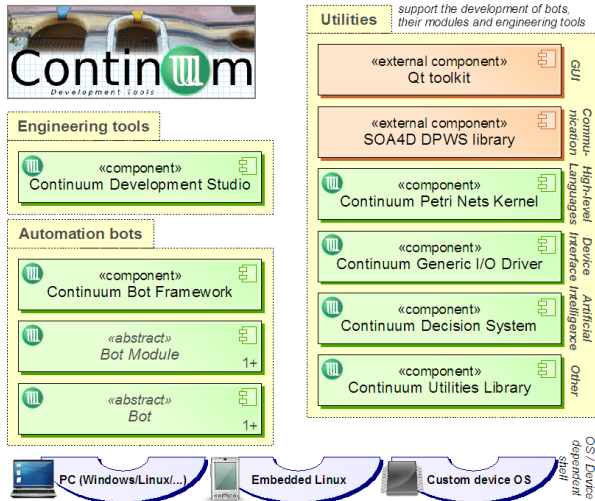 Continuum
Development Tools
Engineering tools
«component»
Continuum Development Studio
Automation bots
«component»
Continuum Bot Framework
«abstract»
Bot Module
1+
«abstract»
Bot
1+
Utilities
support the development of bots,
their modules and engineering tools
«external component»
Qt toolkit
GUI
«external component»
SOA4D DPWS library
Commu-
nication
«component»
Continuum Petri Nets Kernel
High-level
Languages
«component»
Continuum Generic I/O Driver
Device
Interface
«component»
Continuum Decision System
Artificial
Intelligence
«component»
Continuum Utilities Library
Other
PC (Windows/Linux/...)
Embedded Linux
Custom device OS
OS / Device
dependent
shelf